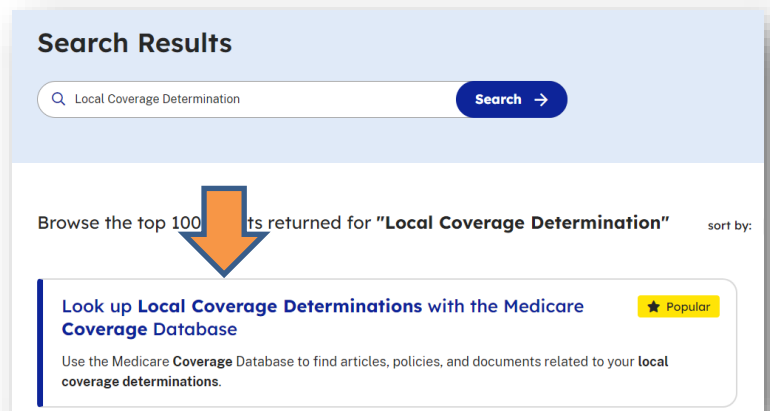 Search Results
Local Coverage Determination
Search
Browse the top 100 ts returned for "Local Coverage Determination" sort by:
Look up Local Coverage Determinations with the Medicare
Coverage Database
Popular
Use the Medicare Coverage Database to find articles, policies, and documents related to your local
coverage determinations.